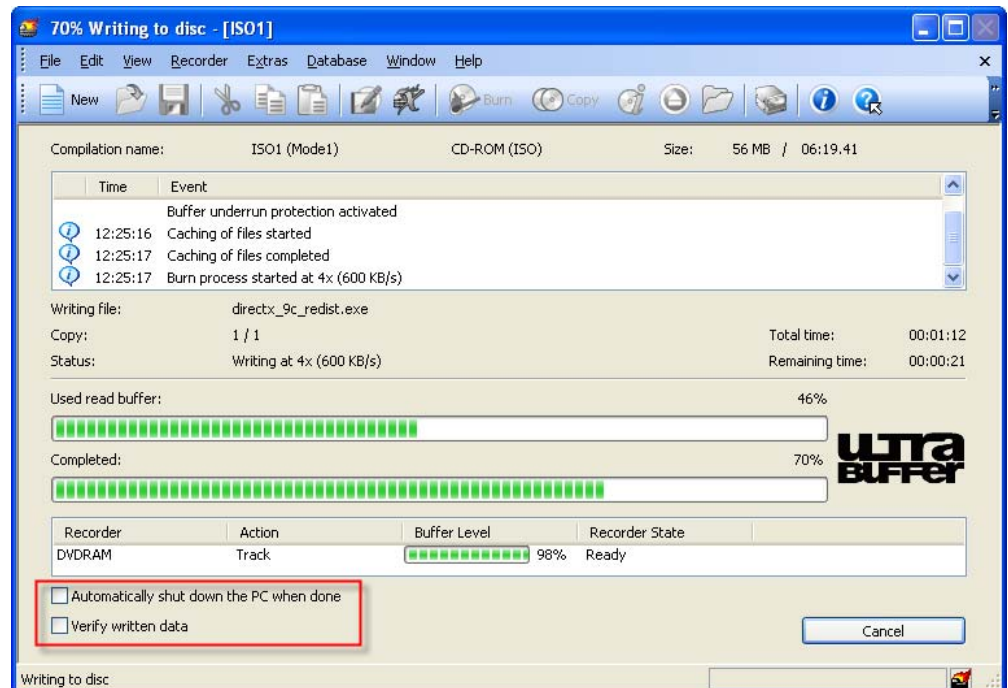 70% Writing to disc - [ISO1]
File Edit View Recorder Extras Database Window Help
New Burn Copy
Compilation name: ISO1 (Mode1) CD-ROM (ISO) Size: 56 MB / 06:19.41
Time Event
Buffer underrun protection activated
12:25:16 Caching of files started
12:25:17 Caching of files completed
12:25:17 Burn process started at 4x (600 KB/s)
Writing file: directx_9c_redist.exe
Copy: 1 / 1 Total time: 00:01:12
Status: Writing at 4x (600 KB/s) Remaining time: 00:00:21
Used read buffer: 46%
Completed: 70%
ULTRA
BUFFER
Recorder Action Buffer Level Recorder State
DVDRAM Track 98% Ready
Automatically shut down the PC when done
Verify written data
Cancel
Writing to disc